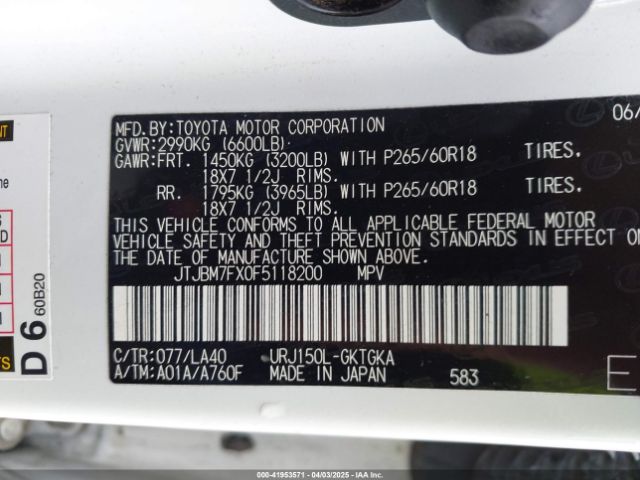 MFD.BY:TOYOTA MOTOR CORPORATION 06/
GVWR:2990KG (6600LB)
GAWR:FRT. 1450KG (3200LB) WITH P265/60R18 TIRES.
18X7 1/2J RIMS.
RR. 1795KG (3965LB) WITH P265/60R18 TIRES.
18X7 1/2J RIMS.
THIS VEHICLE CONFORMS TO ALL APPLICABLE FEDERAL MOTOR
VEHICLE SAFETY AND THEFT PREVENTION STANDARDS IN EFFECT O
THE DATE OF MANUFACTURE SHOWN ABOVE.
JTJBM7FX0F5118200 MPV
C/TR:077/LA40 URJ150L-GKTGKA
A/TM:A01A/A760F MADE IN JAPAN 583 E
D 6 60B20
000-41953571 | 04/03/2025 | IAA Inc.